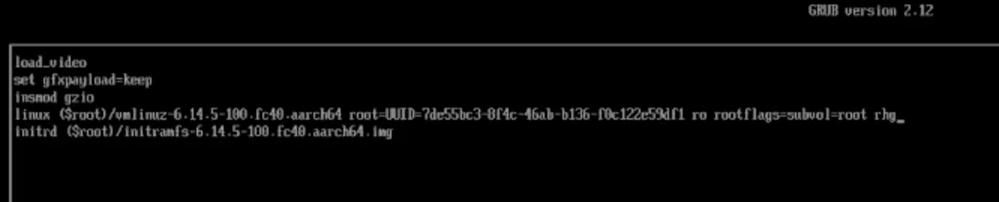 GRUB version 2.12
load_video
set gfxpayload=keep
insmod gzio
linux ($root)/vmlinuz-6.14.5-100.fc40.aarch64 root=UUID=7de55bc3-8f4c-46ab-b136-f0c122e59df1 ro rootflags=subvol=root rhg_
initrd ($root)/initramfs-6.14.5-100.fc40.aarch64.img